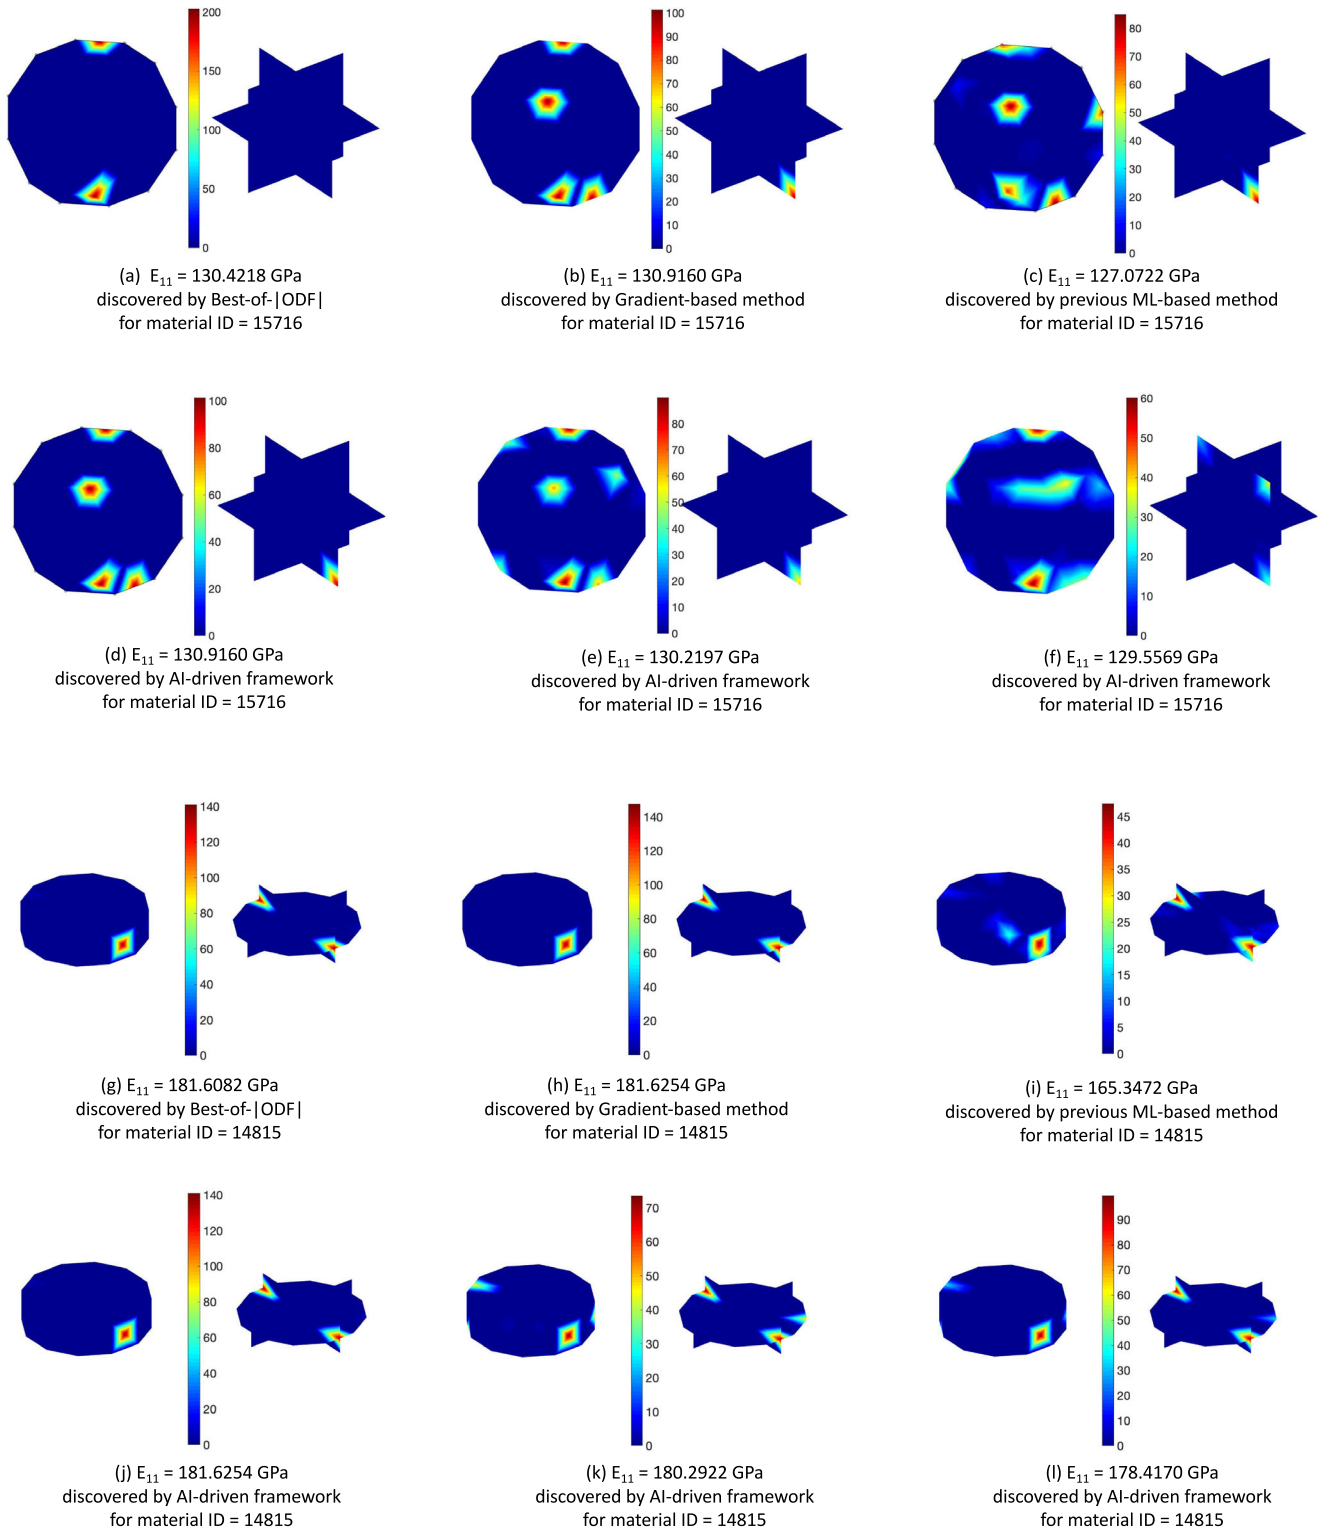 200
150
100
50
0
(a) E11 = 130.4218 GPa
discovered by Best-of-|ODF|
for material ID = 15716
100
90
80
70
60
50
40
30
20
10
0
(b) E11 = 130.9160 GPa
discovered by Gradient-based method
for material ID = 15716
80
70
60
50
40
30
20
10
0
(c) E11 = 127.0722 GPa
discovered by previous ML-based method
for material ID = 15716
100
80
60
40
20
0
(d) E11 = 130.9160 GPa
discovered by AI-driven framework
for material ID = 15716
80
70
60
50
40
30
20
10
0
(e) E11 = 130.2197 GPa
discovered by AI-driven framework
for material ID = 15716
60
50
40
30
20
10
0
(f) E11 = 129.5569 GPa
discovered by AI-driven framework
for material ID = 15716
140
120
100
80
60
40
20
0
(g) E11 = 181.6082 GPa
discovered by Best-of-|ODF|
for material ID = 14815
140
120
100
80
60
40
20
0
(h) E11 = 181.6254 GPa
discovered by Gradient-based method
for material ID = 14815
45
40
35
30
25
20
15
10
5
0
(i) E11 = 165.3472 GPa
discovered by previous ML-based method
for material ID = 14815
140
120
100
80
60
40
20
0
(j) E11 = 181.6254 GPa
discovered by AI-driven framework
for material ID = 14815
70
60
50
40
30
20
10
0
(k) E11 = 180.2922 GPa
discovered by AI-driven framework
for material ID = 14815
90
80
70
60
50
40
30
20
10
0
(l) E11 = 178.4170 GPa
discovered by AI-driven framework
for material ID = 14815